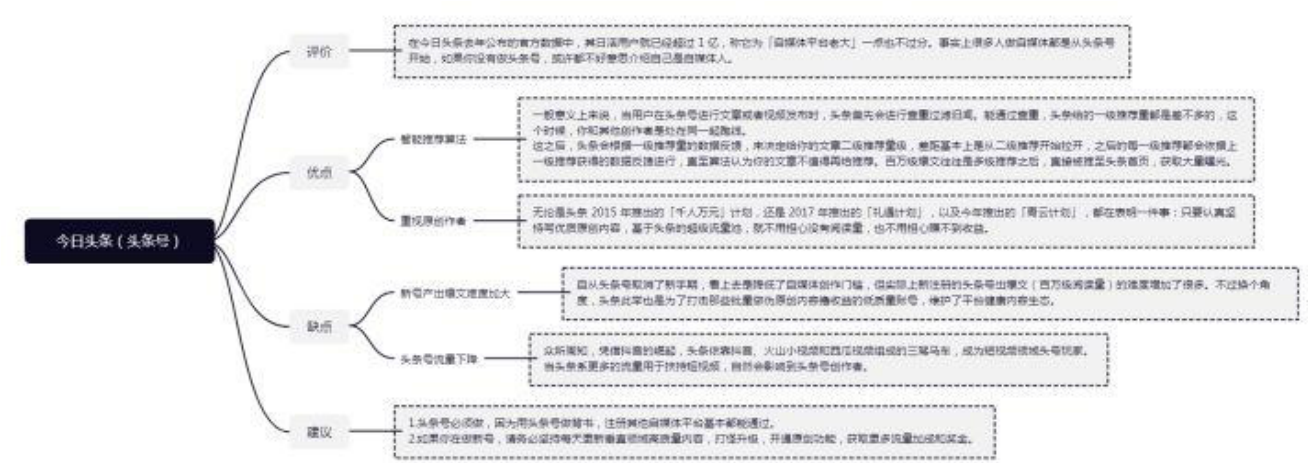 今日头条（头条号）
评价
在今日头条去年公布的官方数据中，其日活用户就已经超过 1 亿，称它为「自媒体平台老大」一点也不过分。事实上很多人做自媒体都是从头条号
开始，如果你没有做头条号，或许都不好意思介绍自己是自媒体人。
优点
智能推荐算法
一般意义上来说，当用户在头条号进行文章或者视频发布时，头条首先会进行查重过滤旧闻。能通过查重，头条给的一级推荐量都是差不多的，这
个时候，你和其他创作者是处在同一起跑线。
这之后，头条会根据一级推荐量的数据反馈，来决定给你的文章二级推荐量级，差距基本上是从二级推荐开始拉开，之后的每一级推荐都会依据上
一级推荐获得的数据反馈进行，直至算法认为你的文章不值得再给推荐。百万级爆文往往是多级推荐之后，直接被推至头条首页，获取大量曝光。
重视原创作者
无论是头条 2015 年推出的「千人万元」计划，还是 2017 年推出的「礼遇计划」，以及今年推出的「青云计划」，都在表明一件事：只要认真坚
持写优质原创内容，基于头条的超级流量池，就不用担心没有阅读量，也不用担心赚不到收益。
缺点
新号产出爆文难度加大
自从头条号取消了新手期，看上去是降低了自媒体创作门槛，但实际上新注册的头条号出爆文（百万级阅读量）的难度增加了很多。不过换个角
度，头条此举也是为了打击那些批量做伪原创内容撸收益的低质量账号，维护了平台健康内容生态。
头条号流量下降
众所周知，凭借抖音的崛起，头条依靠抖音、火山小视频和西瓜视频组成的三驾马车，成为短视频领域头号玩家。
当头条系更多的流量用于扶持短视频，自然会影响到头条号创作者。
建议
1.头条号必须做，因为用头条号做背书，注册其他自媒体平台基本都能通过。
2.如果你在做新号，请务必坚持每天更新垂直领域高质量内容，打怪升级，开通原创功能，获取更多流量加成和奖金。